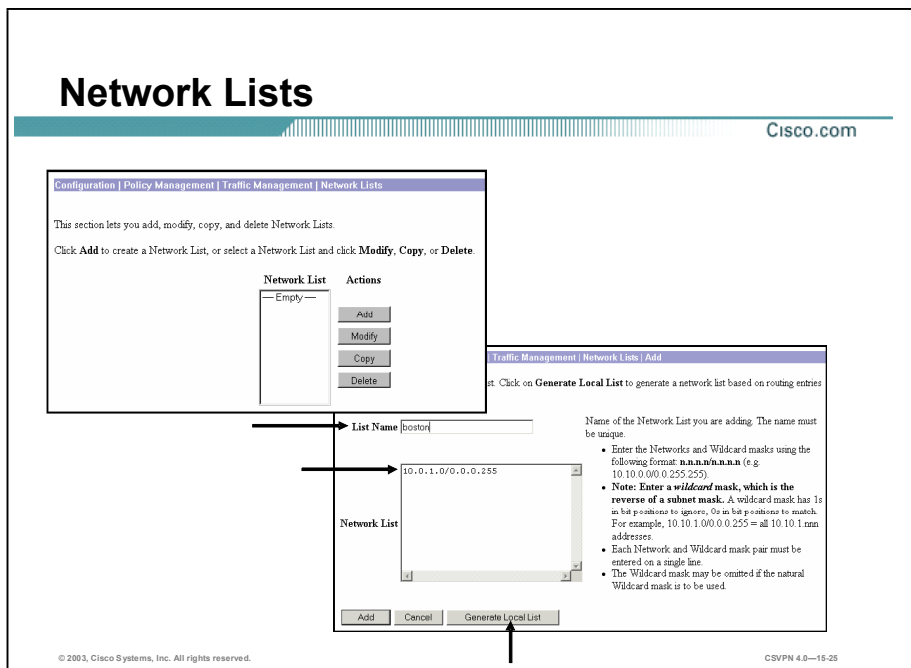 Network Lists
Cisco.com
Configuration | Policy Management | Traffic Management | Network Lists
This section lets you add, modify, copy, and delete Network Lists.
Click Add to create a Network List, or select a Network List and click Modify, Copy, or Delete.
Network List Actions
— Empty —
Add
Modify
Copy
Delete
Traffic Management | Network Lists | Add
st. Click on Generate Local List to generate a network list based on routing entries
List Name boston
Name of the Network List you are adding. The name must
be unique.
• Enter the Networks and Wildcard masks using the
following format: n.n.n.n/n.n.n.n (e.g.
10.10.0.0/0.0.255.255).
• Note: Enter a wildcard mask, which is the
reverse of a subnet mask. A wildcard mask has 1s
in bit positions to ignore, 0s in bit positions to match.
For example, 10.10.1.0/0.0.0.255 = all 10.10.1.nnn
addresses.
• Each Network and Wildcard mask pair must be
entered on a single line.
• The Wildcard mask may be omitted if the natural
Wildcard mask is to be used.
Network List
10.0.1.0/0.0.0.255
Add Cancel Generate Local List
© 2003, Cisco Systems, Inc. All rights reserved.
CSVPN 4.0—15-25